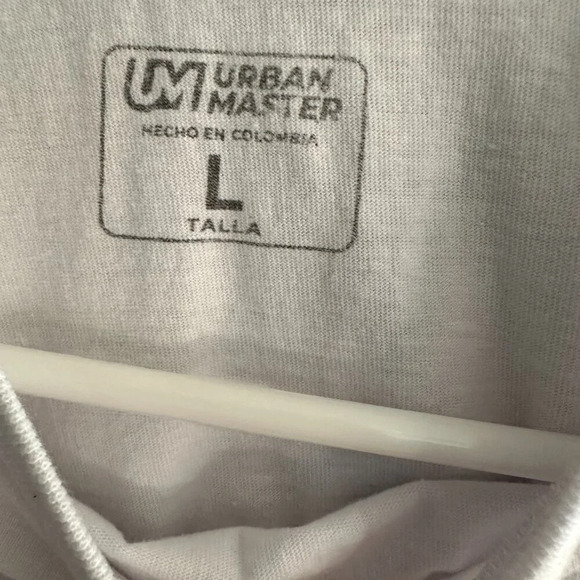 UM URBAN
MASTER
HECHO EN COLOMBIA
L
TALLA